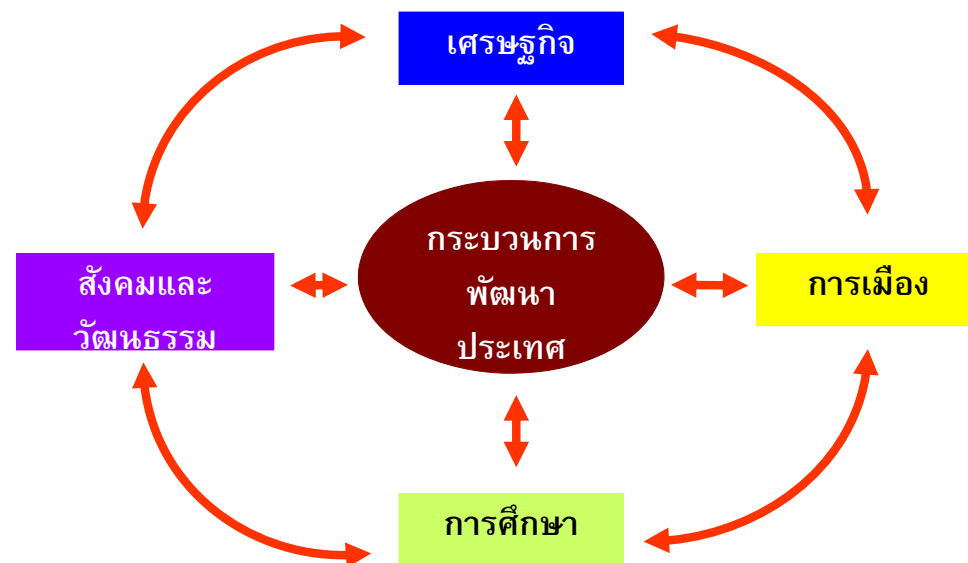 เศรษฐกิจ
กระบวนการ
พัฒนา
ประเทศ
สังคมและ
วัฒนธรรม
การเมือง
การศึกษา